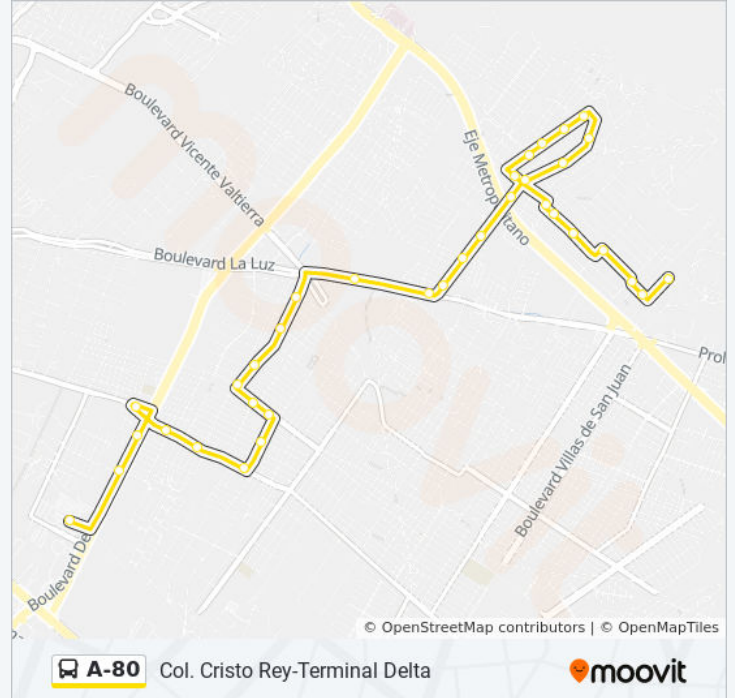 Boulevard Vicente Valtierra
Eje Metropolitano
Boulevard La Luz
Prol
Boulevard Villas de San Juan
Boulevard De
© OpenStreetMap contributors | © OpenMapTiles
A-80 Col. Cristo Rey-Terminal Delta
moovit
moovit